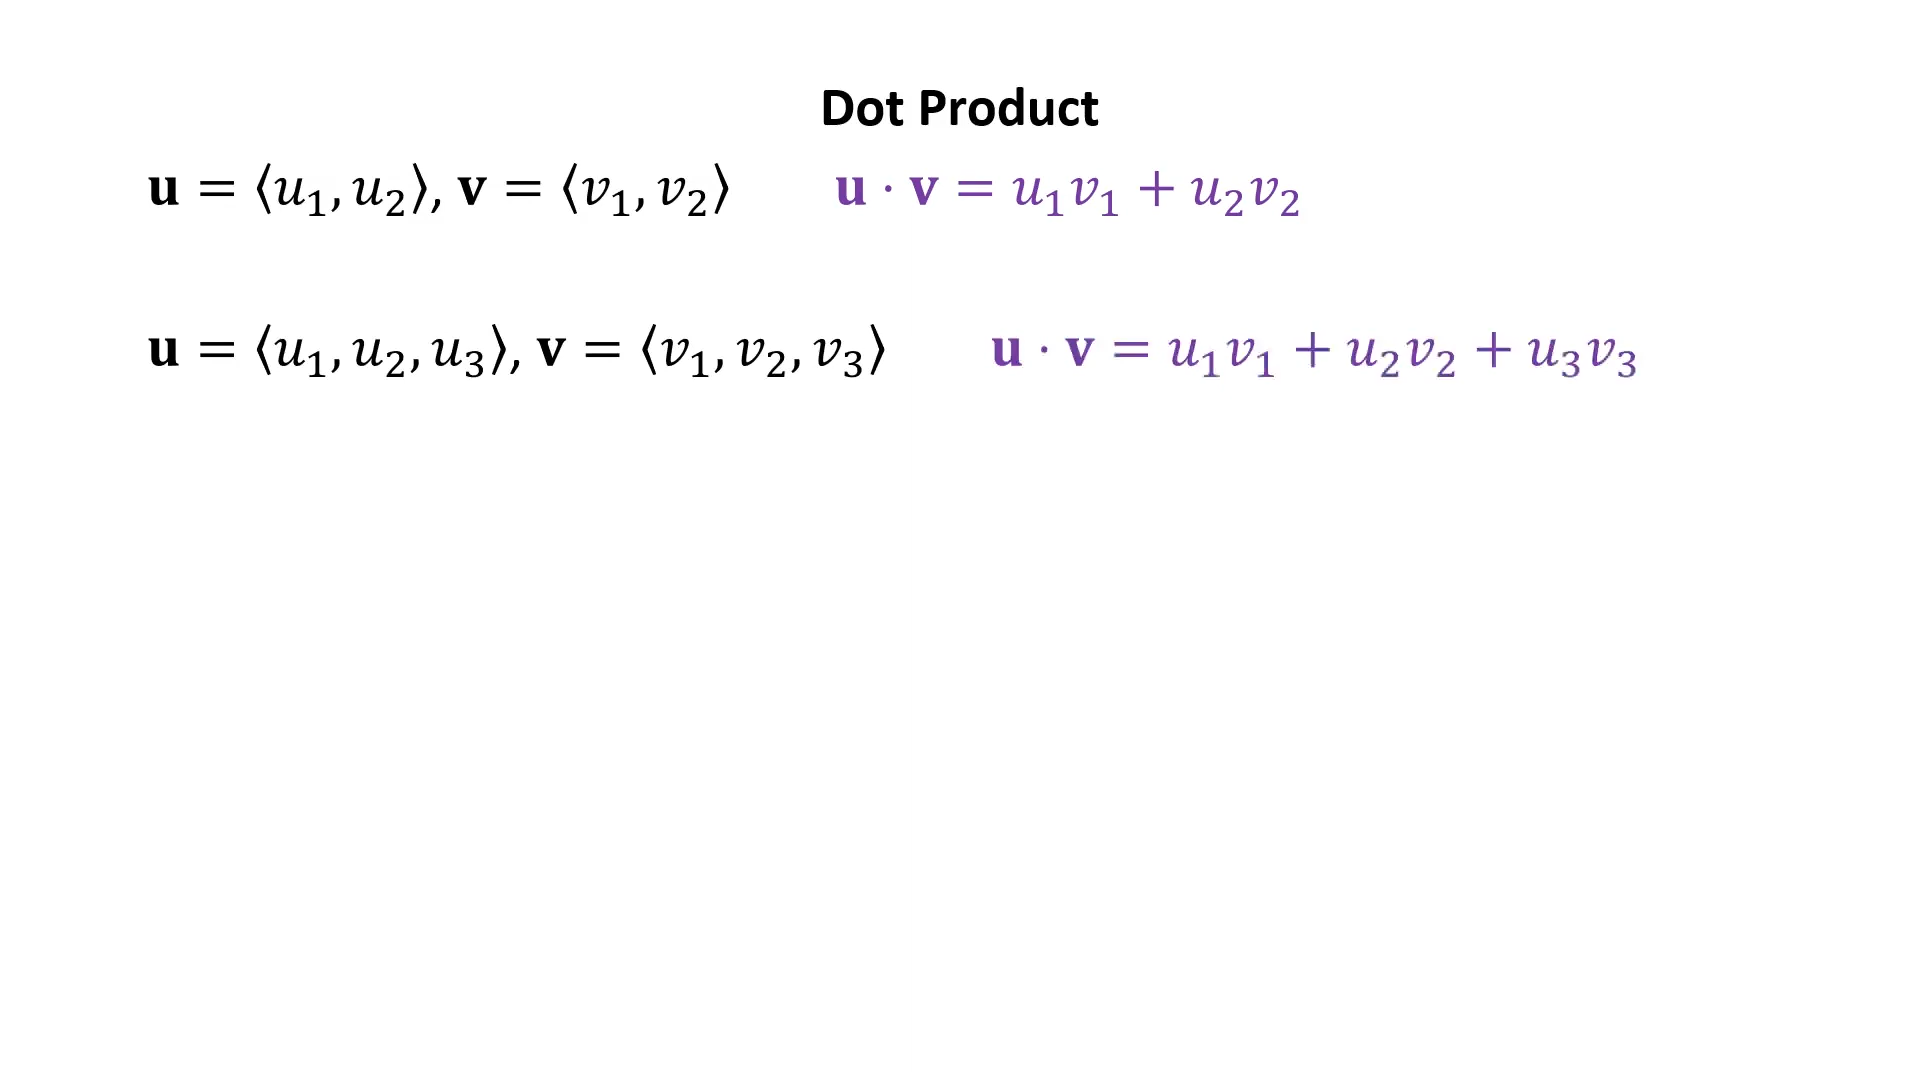 Dot Product
𝐮 = ⟨𝑢₁, 𝑢₂⟩, 𝐯 = ⟨𝑣₁, 𝑣₂⟩ 𝐮 · 𝐯 = 𝑢₁𝑣₁ + 𝑢₂𝑣₂
𝐮 = ⟨𝑢₁, 𝑢₂, 𝑢₃⟩, 𝐯 = ⟨𝑣₁, 𝑣₂, 𝑣₃⟩ 𝐮 · 𝐯 = 𝑢₁𝑣₁ + 𝑢₂𝑣₂ + 𝑢₃𝑣₃